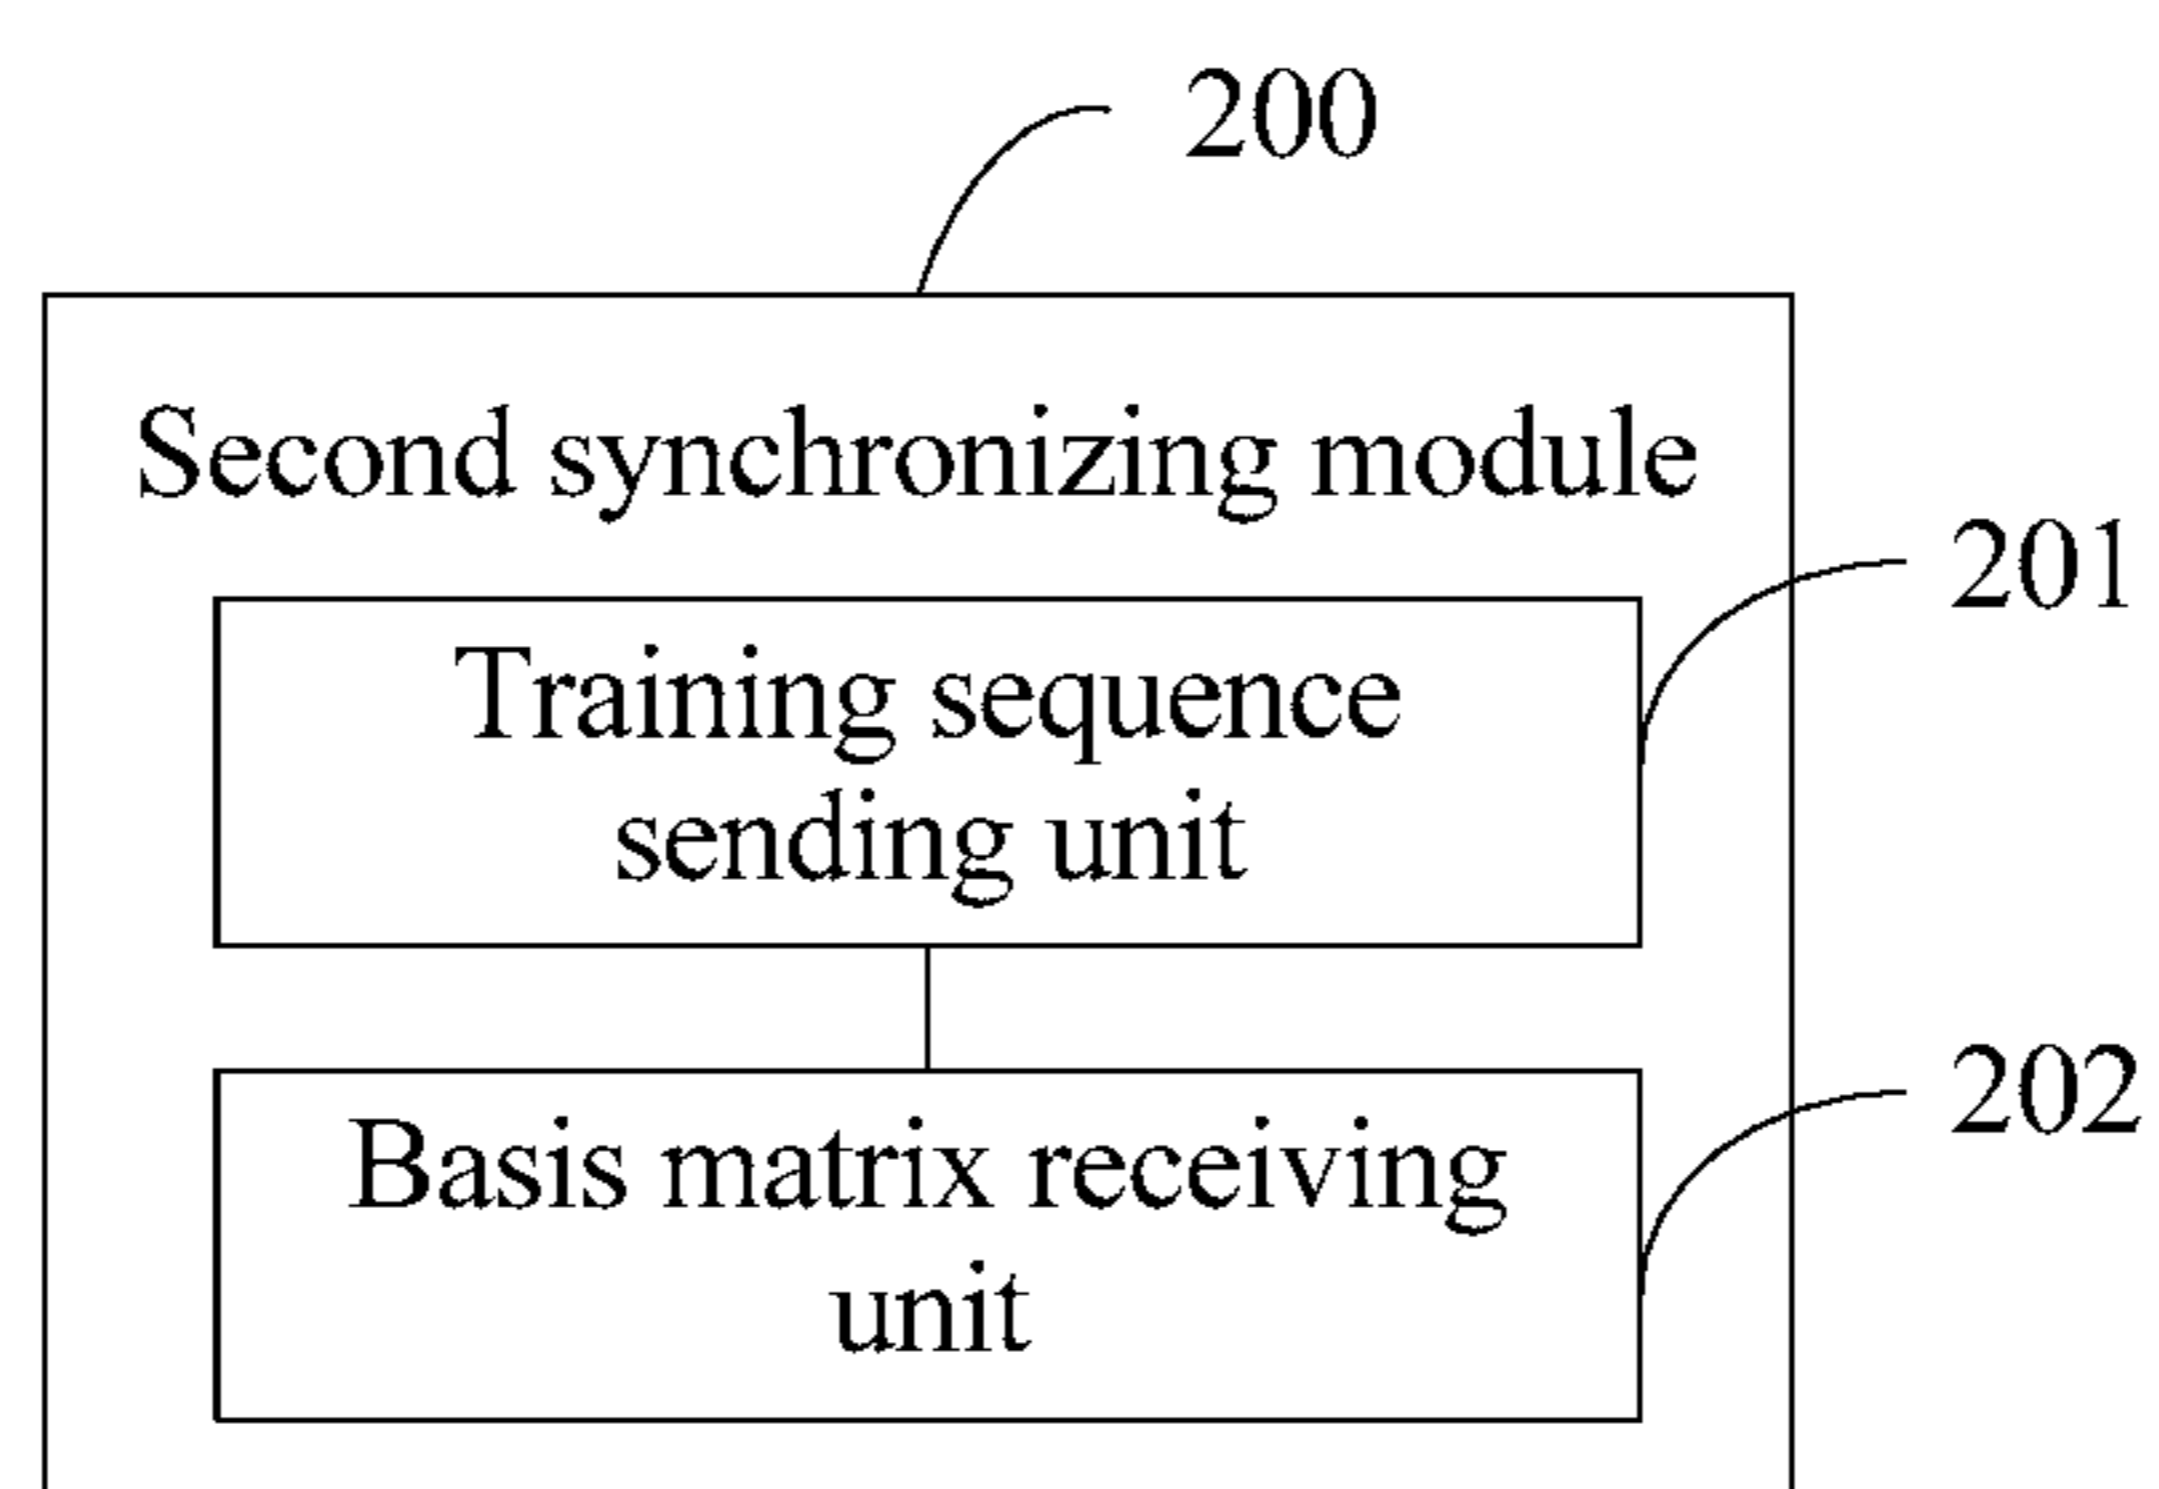 200
Second synchronizing module
201
Training sequence
sending unit
202
Basis matrix receiving
unit